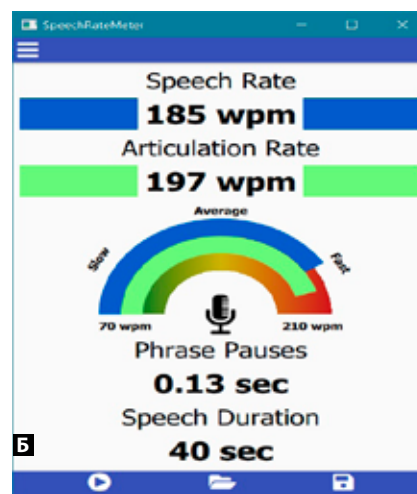 SpeechRateMeter
Speech Rate
185 wpm
Articulation Rate
197 wpm
Average
Slow
Fast
70 wpm
210 wpm
Phrase Pauses
0.13 sec
Speech Duration
Б
40 sec